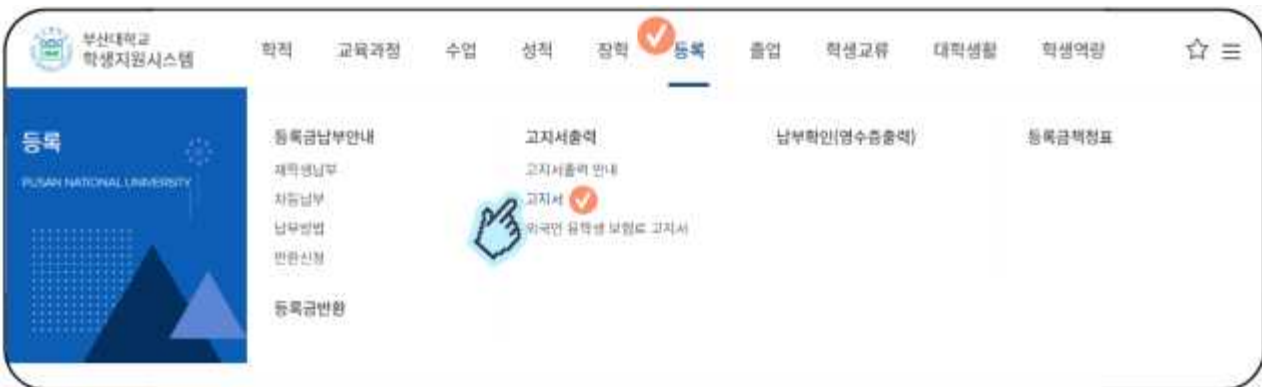 부산대학교
학생지원시스템
학적 교육과정 수업 성적 장학 등록 졸업 학생교류 대학생활 학생역량
등록
PUSAN NATIONAL UNIVERSITY
등록금납부안내
재학생납부
차등납부
납부방법
반환신청
등록금반환
고지서출력
고지서출력 안내
고지서
외국인 유학생 보험료 고지서
납부확인(영수증출력)
등록금책정표